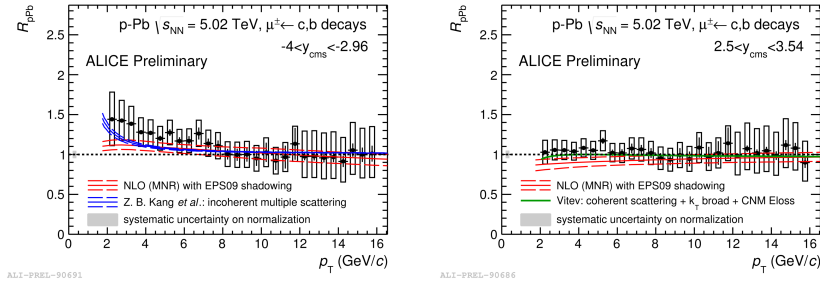 R_pPb
p-Pb \s_NN = 5.02 TeV, μ^± ← c,b decays
-4<y_cms<-2.96
ALICE Preliminary
2.5
2
1.5
1
0.5
0
NLO (MNR) with EPS09 shadowing
Z. B. Kang et al.: incoherent multiple scattering
systematic uncertainty on normalization
0 2 4 6 8 10 12 14 16
p_T (GeV/c)
ALI-PREL-90691
R_pPb
p-Pb \s_NN = 5.02 TeV, μ^± ← c,b decays
2.5<y_cms<3.54
ALICE Preliminary
2.5
2
1.5
1
0.5
0
NLO (MNR) with EPS09 shadowing
Vitev: coherent scattering + k_T broad + CNM Eloss
systematic uncertainty on normalization
0 2 4 6 8 10 12 14 16
p_T (GeV/c)
ALI-PREL-90686